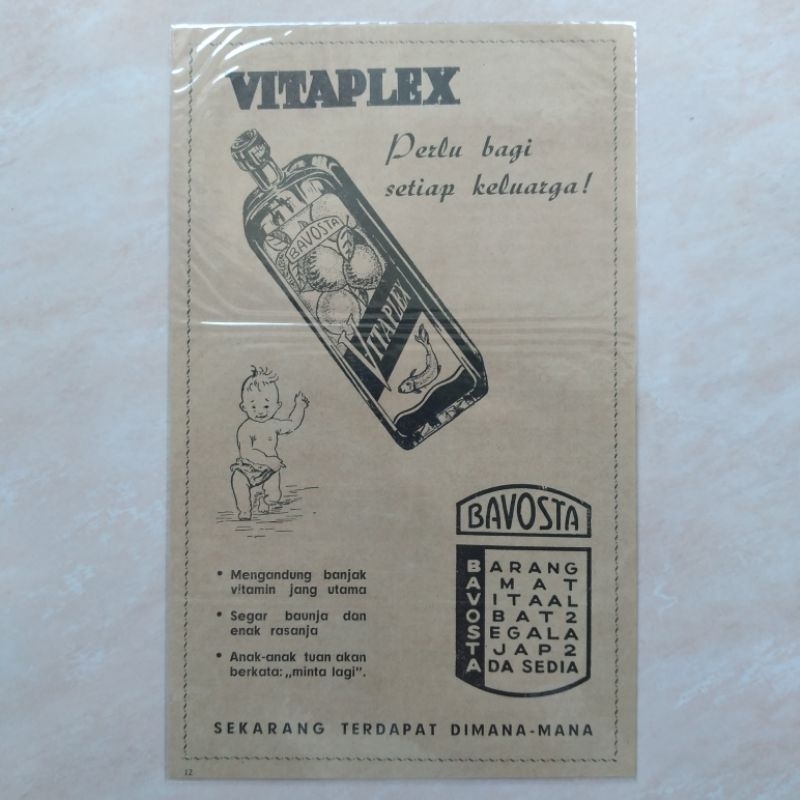 VITAPLEX
Perlu bagi
setiap keluarga!
BAVOSTA
VITAPLEX
BAVOSTA
BARANG
AMAT
VITAAL
OBAT2
SEGALA
TJAP2
ADA SEDIA
• Mengandung banjak
vitamin jang utama
• Segar baunja dan
enak rasanja
• Anak-anak tuan akan
berkata: „minta lagi".
SEKARANG TERDAPAT DIMANA-MANA
12